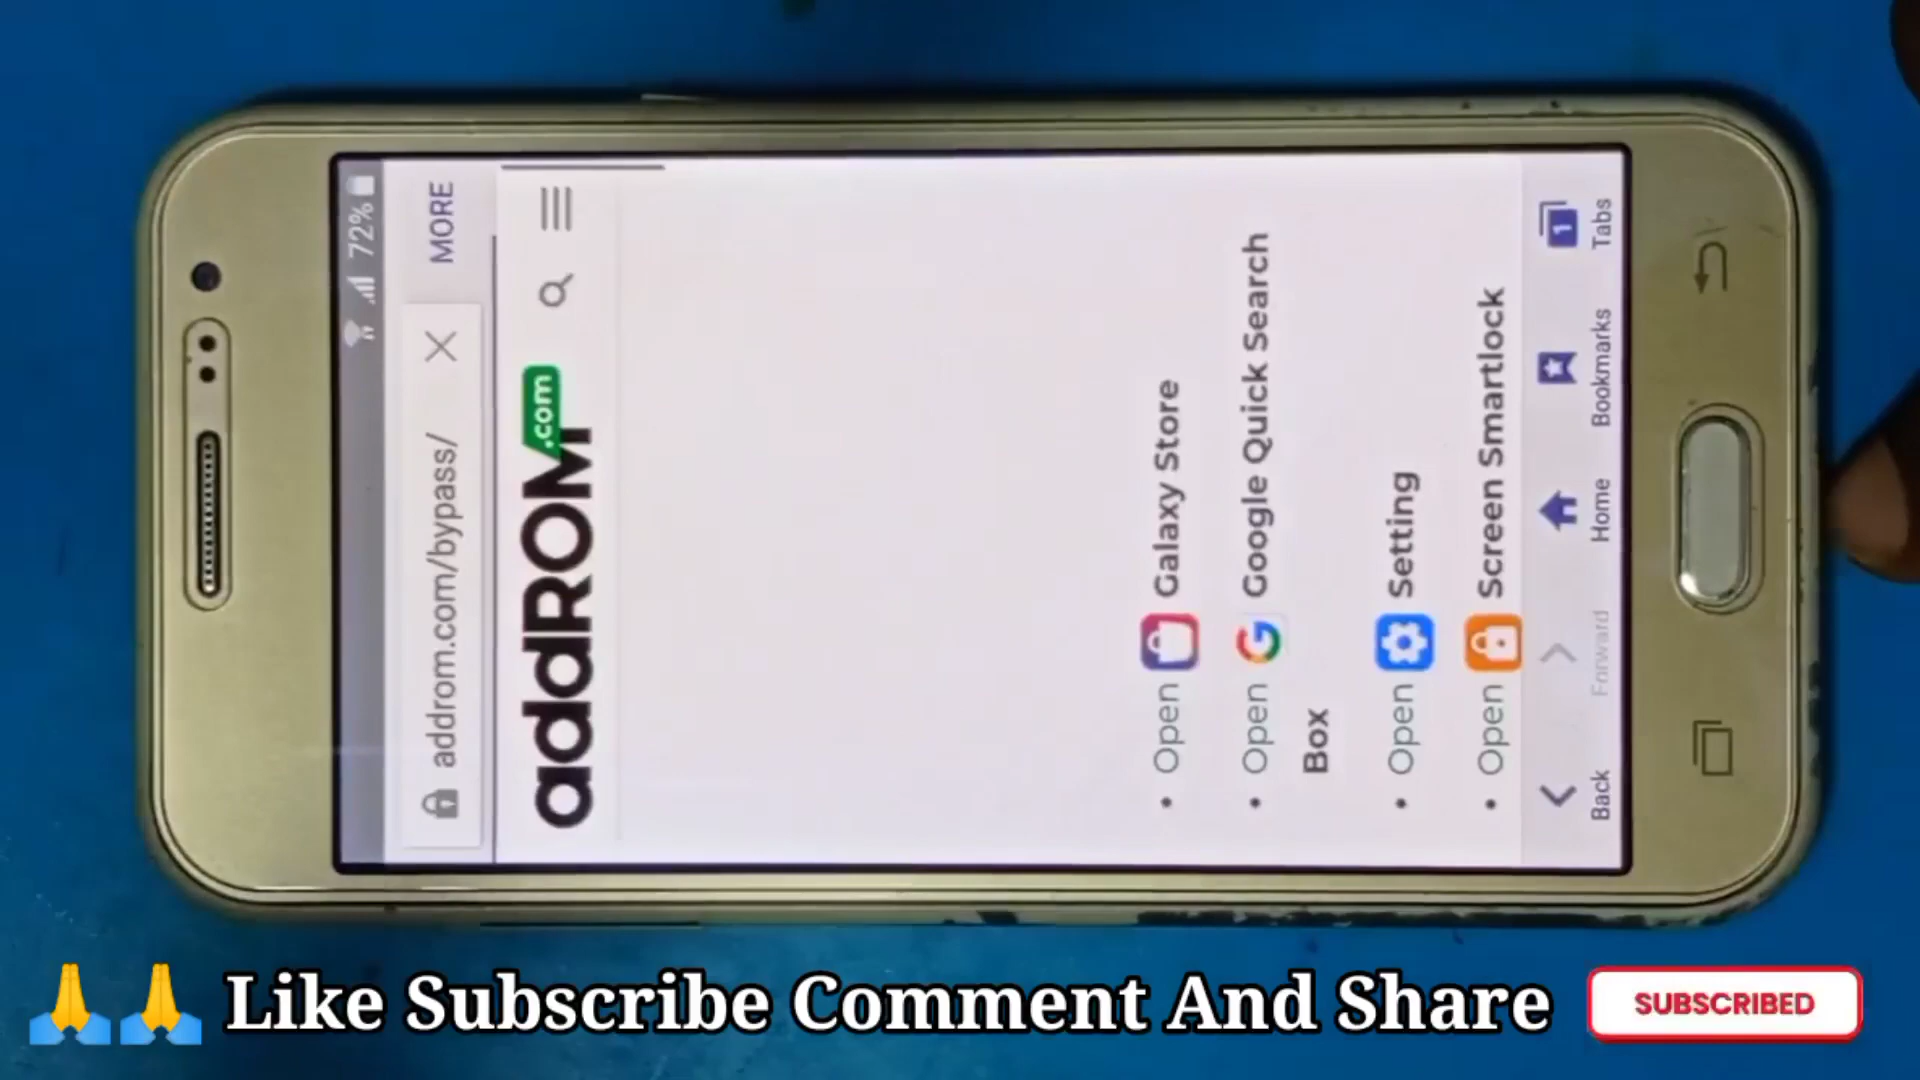 72%
addrom.com/bypass/
MORE
addROM.com
• Open Galaxy Store
• Open Google Quick Search
Box
• Open Setting
• Open Screen Smartlock
Back
Forward
Home
Bookmarks
1
Tabs
Like Subscribe Comment And Share
SUBSCRIBED